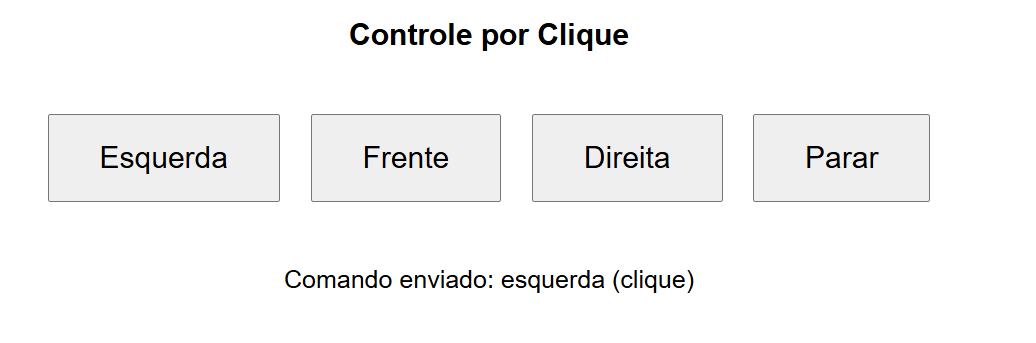 Controle por Clique
Esquerda Frente Direita Parar
Comando enviado: esquerda (clique)